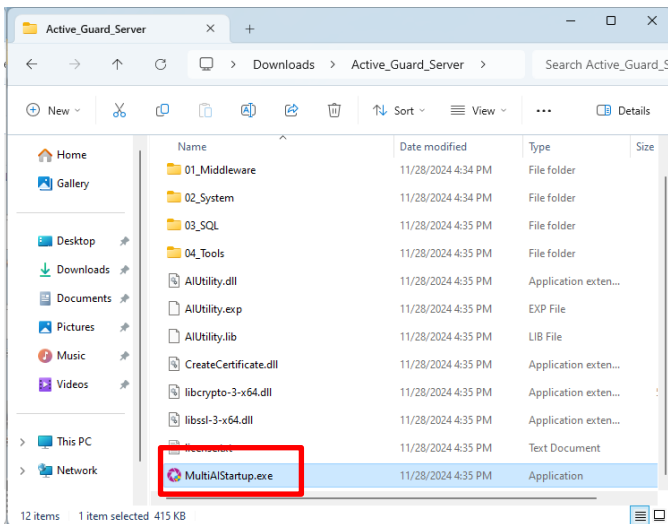 Active_Guard_Server
Downloads > Active_Guard_Server >
Search Active_Guard_S
New
Sort
View
Details
Home
Gallery
Desktop
Downloads
Documents
Pictures
Music
Videos
This PC
Network
Name Date modified Type Size
01_Middleware 11/28/2024 4:34 PM File folder
02_System 11/28/2024 4:34 PM File folder
03_SQL 11/28/2024 4:35 PM File folder
04_Tools 11/28/2024 4:35 PM File folder
AIUtility.dll 11/28/2024 4:35 PM Application exten...
AIUtility.exp 11/28/2024 4:35 PM EXP File
AIUtility.lib 11/28/2024 4:35 PM LIB File
CreateCertificate.dll 11/28/2024 4:35 PM Application exten...
libcrypto-3-x64.dll 11/28/2024 4:35 PM Application exten...
libssl-3-x64.dll 11/28/2024 4:35 PM Application exten...
11/28/2024 4:35 PM Text Document
MultiAIStartup.exe 11/28/2024 4:35 PM Application
12 items 1 item selected 415 KB